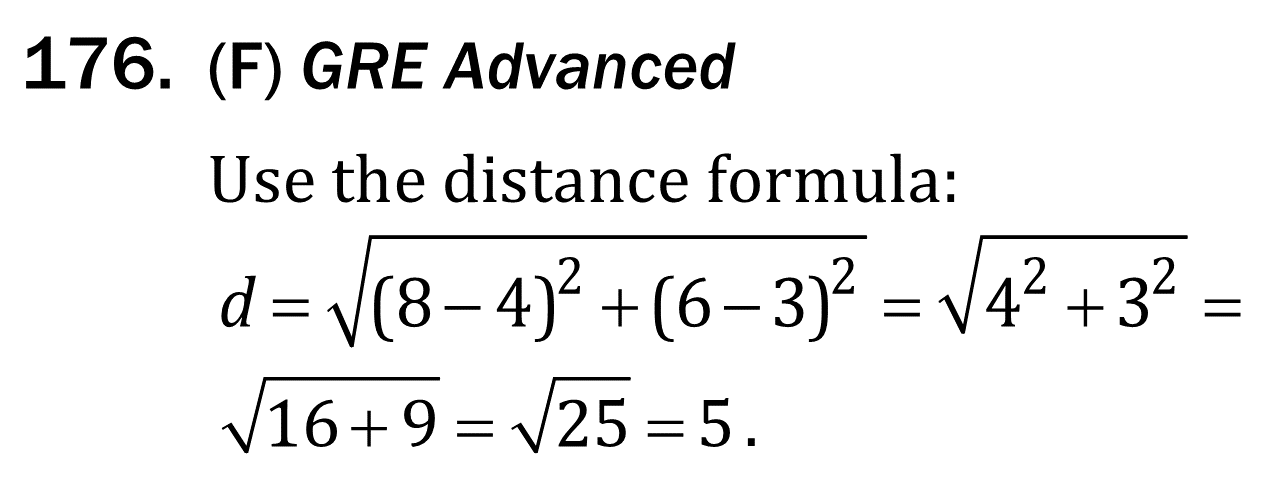 176. (F) GRE Advanced
Use the distance formula:
d = √((8 − 4)² + (6 − 3)²) = √(4² + 3²) =
√(16 + 9) = √25 = 5.